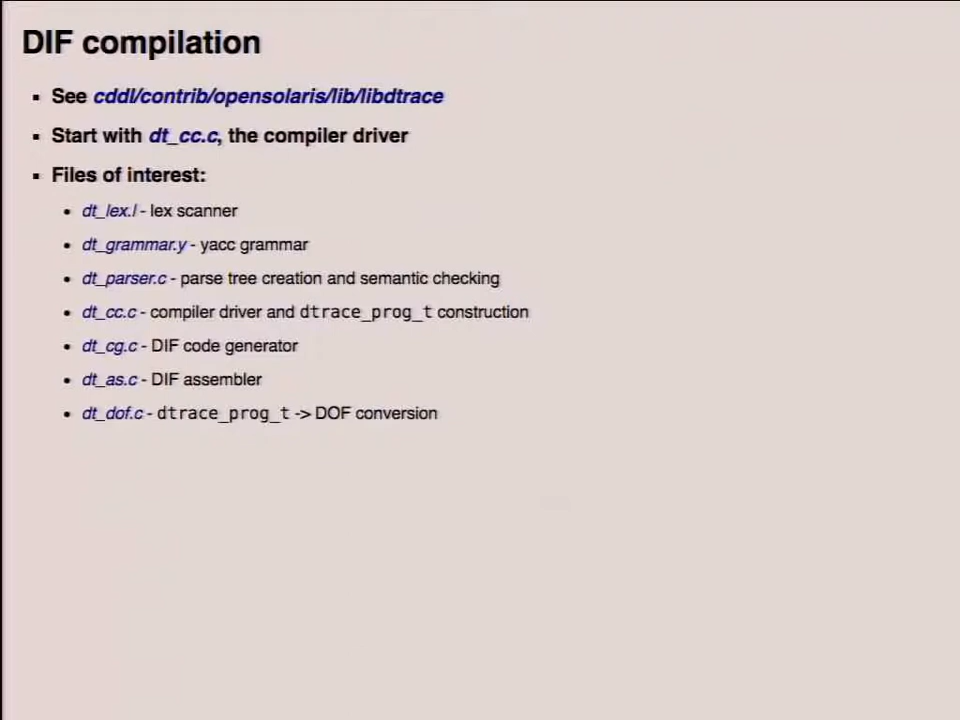 DIF compilation
See cddl/contrib/opensolaris/lib/libdtrace
Start with dt_cc.c, the compiler driver
Files of interest:
dt_lex.l - lex scanner
dt_grammar.y - yacc grammar
dt_parser.c - parse tree creation and semantic checking
dt_cc.c - compiler driver and dtrace_prog_t construction
dt_cg.c - DIF code generator
dt_as.c - DIF assembler
dt_dof.c - dtrace_prog_t -> DOF conversion